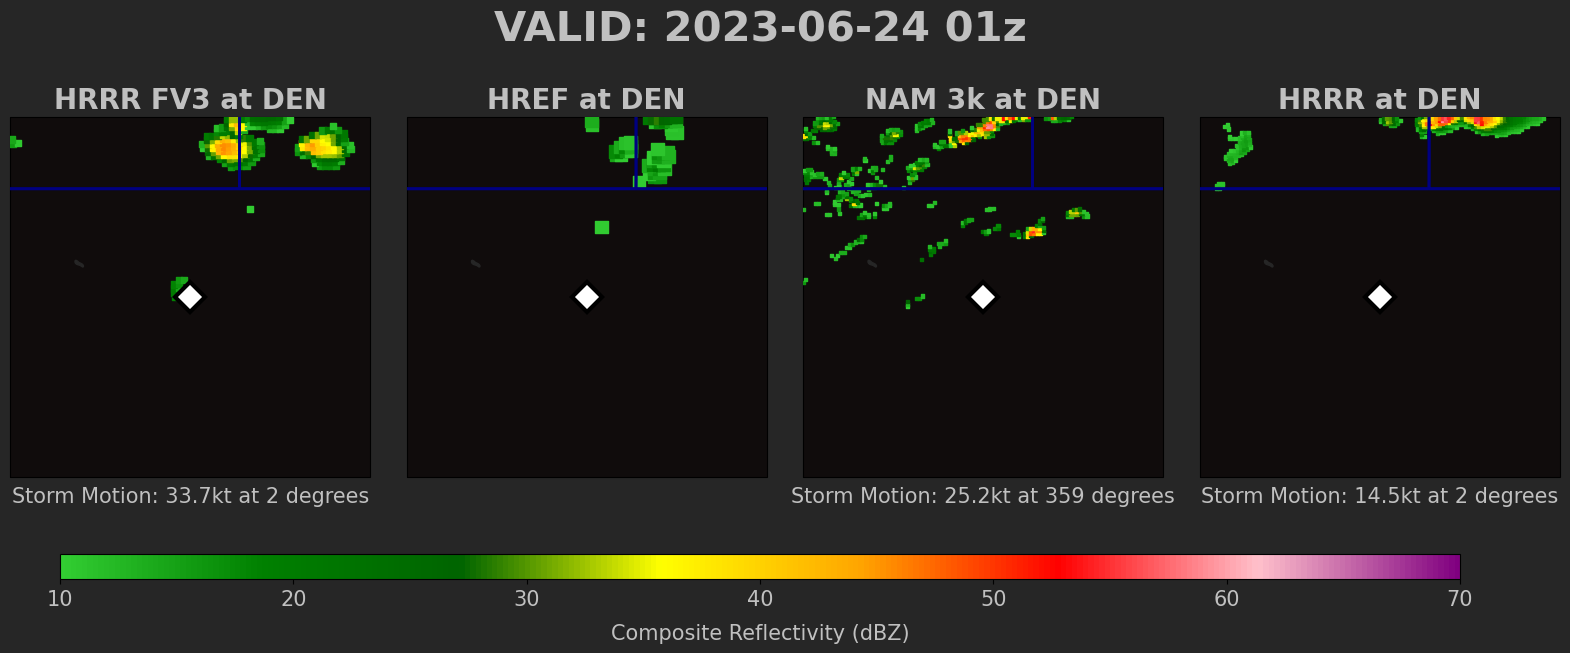 VALID: 2023-06-24 01z
HRRR FV3 at DEN
HREF at DEN
NAM 3k at DEN
HRRR at DEN
Storm Motion: 33.7kt at 2 degrees
Storm Motion: 25.2kt at 359 degrees
Storm Motion: 14.5kt at 2 degrees
10 20 30 40 50 60 70
Composite Reflectivity (dBZ)